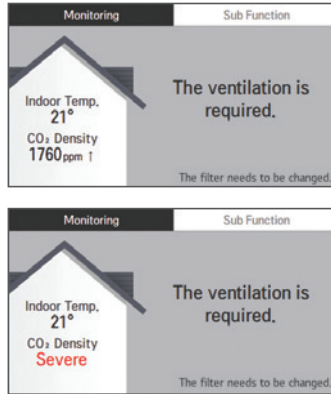 Monitoring
Sub Function
Indoor Temp.
21°
CO₂ Density
1760ppm ↑
The ventilation is
required.
The filter needs to be changed.
Monitoring
Sub Function
Indoor Temp.
21°
CO₂ Density
Severe
The ventilation is
required.
The filter needs to be changed.